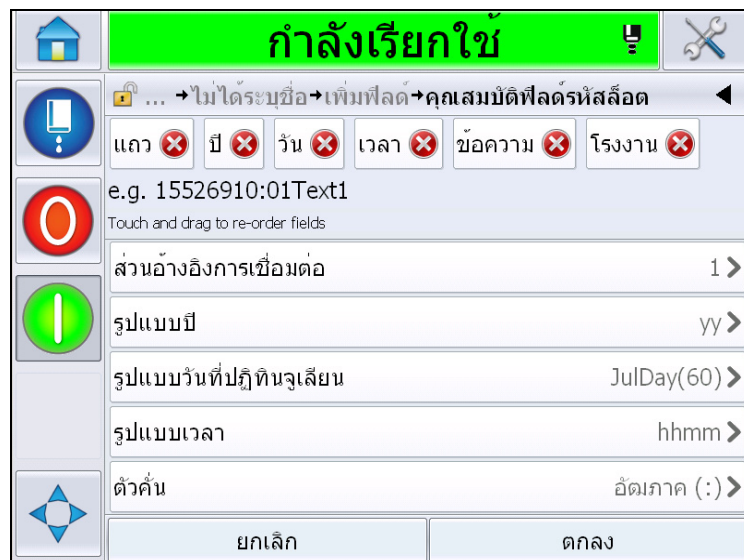 กำลังเรียกใช้
... →ไม่ได้ระบุชื่อ→เพิ่มฟิลด์→คุณสมบัติฟิลด์รหัสล็อต
แถว ปี วัน เวลา ข้อความ โรงงาน
e.g. 15526910:01Text1
Touch and drag to re-order fields
ส่วนอ้างอิงการเชื่อมต่อ 1
รูปแบบปี yy
รูปแบบวันที่ปฏิทินจูเลียน JulDay(60)
รูปแบบเวลา hhmm
ตัวคั่น อัฒภาค (:)
ยกเลิก ตกลง